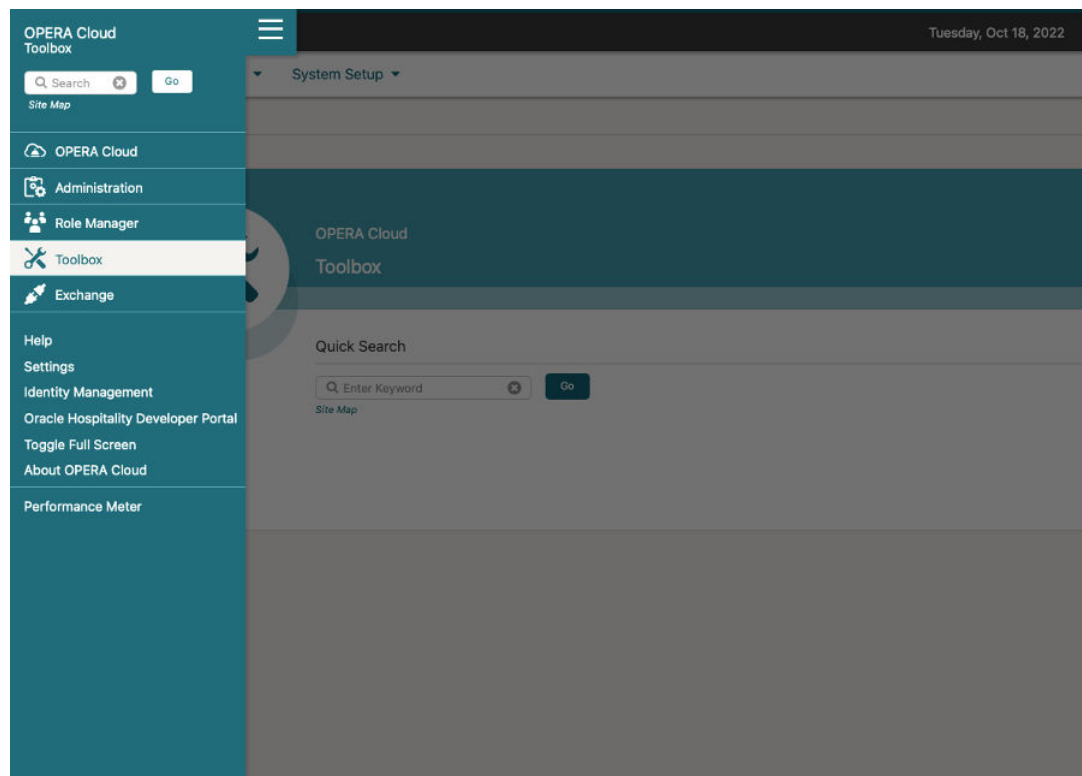 OPERA Cloud
Toolbox
Search
Go
Site Map
OPERA Cloud
Administration
Role Manager
Toolbox
Exchange
Help
Settings
Identity Management
Oracle Hospitality Developer Portal
Toggle Full Screen
About OPERA Cloud
Performance Meter
Tuesday, Oct 18, 2022
System Setup
OPERA Cloud
Toolbox
Quick Search
Enter Keyword
Go
Site Map